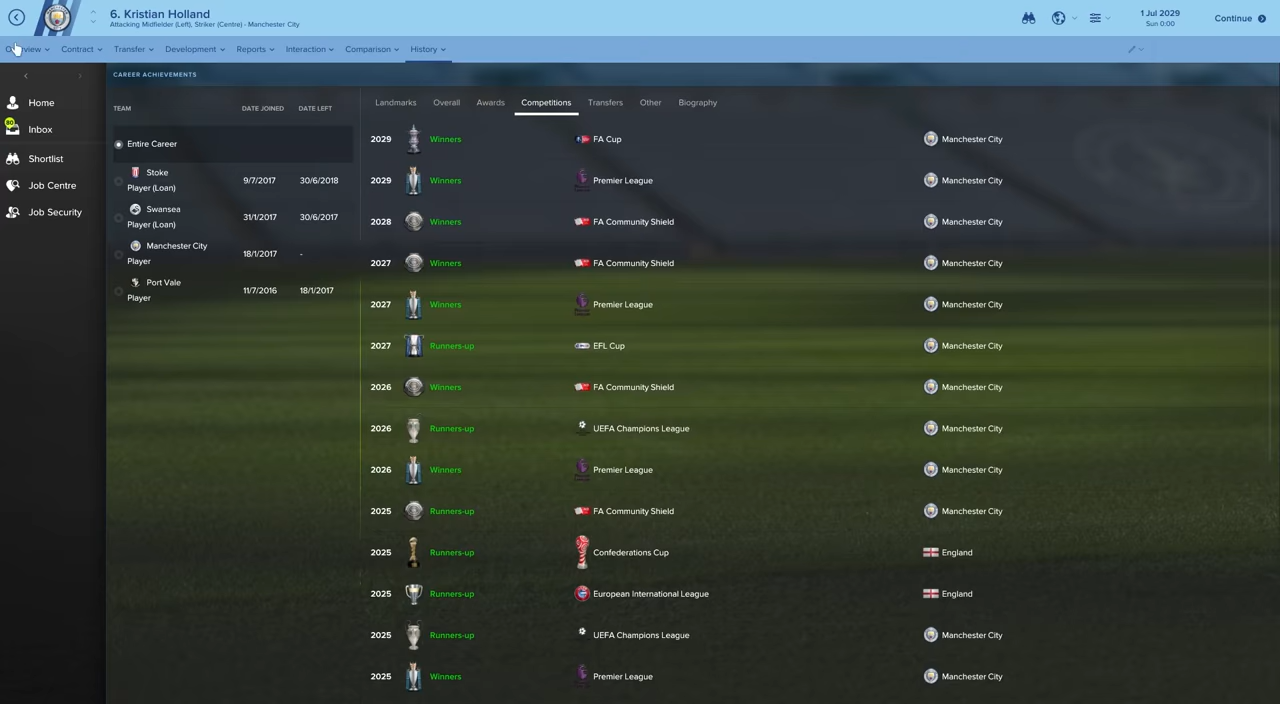 6. Kristian Holland
Attacking Midfielder (Left), Striker (Centre) - Manchester City
1 Jul 2029
Sun 0:00
Continue
Contract
Transfer
Development
Reports
Interaction
Comparison
History
CAREER ACHIEVEMENTS
80
Home
Inbox
Shortlist
Job Centre
Job Security
TEAM DATE JOINED DATE LEFT
Entire Career
Stoke
Player (Loan) 9/7/2017 30/6/2018
Swansea
Player (Loan) 31/1/2017 30/6/2017
Manchester City
Player 18/1/2017 -
Port Vale
Player 11/7/2016 18/1/2017
Landmarks Overall Awards Competitions Transfers Other Biography
2029 Winners FA Cup Manchester City
2029 Winners Premier League Manchester City
2028 Winners FA Community Shield Manchester City
2027 Winners FA Community Shield Manchester City
2027 Winners Premier League Manchester City
2027 Runners-up EFL Cup Manchester City
2026 Winners FA Community Shield Manchester City
2026 Runners-up UEFA Champions League Manchester City
2026 Winners Premier League Manchester City
2025 Runners-up FA Community Shield Manchester City
2025 Runners-up Confederations Cup England
2025 Runners-up European International League England
2025 Runners-up UEFA Champions League Manchester City
2025 Winners Premier League Manchester City